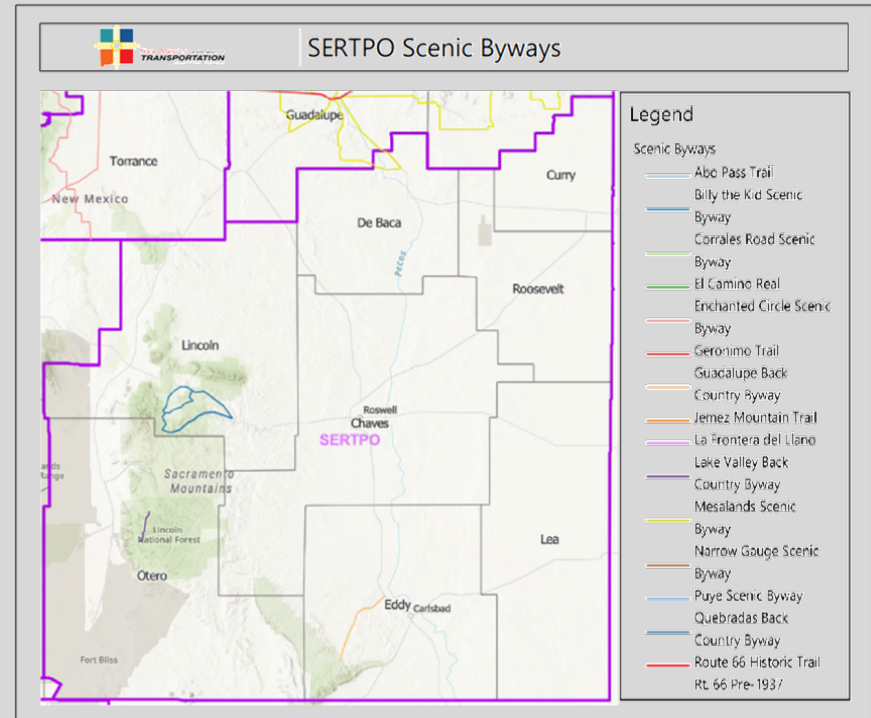 TRANSPORTATION
SERTPO Scenic Byways
Guadalupe
Torrance
New Mexico
Curry
De Baca
Pecos
Roosevelt
Lincoln
Roswell
Chaves
SERTPO
Sacramento
Mountains
Lincoln
National Forest
Lea
Otero
Eddy
Carlsbad
Fort Bliss
Legend
Scenic Byways
Abo Pass Trail
Billy the Kid Scenic
Byway
Corrales Road Scenic
Byway
El Camino Real
Enchanted Circle Scenic
Byway
Geronimo Trail
Guadalupe Back
Country Byway
Jemez Mountain Trail
La Frontera del Llano
Lake Valley Back
Country Byway
Mesalands Scenic
Byway
Narrow Gauge Scenic
Byway
Puye Scenic Byway
Quebradas Back
Country Byway
Route 66 Historic Trail
Rt. 66 Pre-1937